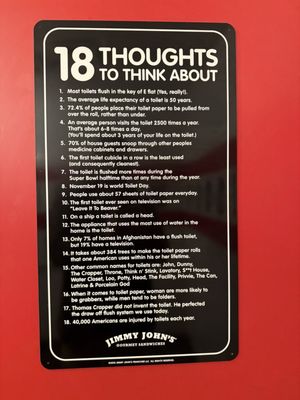 18 THOUGHTS
TO THINK ABOUT
1. Most toilets flush in the key of E flat (Yes, really!).
2. The average life expectancy of a toilet is 50 years.
3. 72.4% of people place their toilet paper to be pulled from
over the roll, rather than under.
4. An average person visits the toilet 2500 times a year.
That's about 6-8 times a day.
(You'll spend about 3 years of your life on the toilet.)
5. 70% of house guests snoop through other peoples
medicine cabinets and drawers.
6. The first toilet cubicle in a row is the least used
(and consequently cleanest).
7. The toilet is flushed more times during the
Super Bowl halftime than at any time during the year.
8. November 19 is world Toilet Day.
9. People use about 57 sheets of toilet paper everyday.
10. The first toilet ever seen on television was on
"Leave It To Beaver."
11. On a ship a toilet is called a head.
12. The appliance that uses the most use of water in the
home is the toilet.
13. Only 7% of homes in Afghanistan have a flush toilet,
but 19% have a television.
14. It takes about 384 trees to make the toilet paper rolls
that one American uses within his or her lifetime.
15. Other common names for toilets are: John, Dunny,
The Crapper, Throne, Think n' Stink, Lavatory, S**t House,
Water Closet, Loo, Potty, Head, The Facility, Privie, The Can,
Latrine & Porcelain God
16. When it comes to toilet paper, woman are more likely to
be grabbers, while men tend to be folders.
17. Thomas Crapper did not invent the toilet. He perfected
the draw off flush system we use today.
18. 40,000 Americans are injured by toilets each year.
JIMMY JOHN'S
GOURMET SANDWICHES